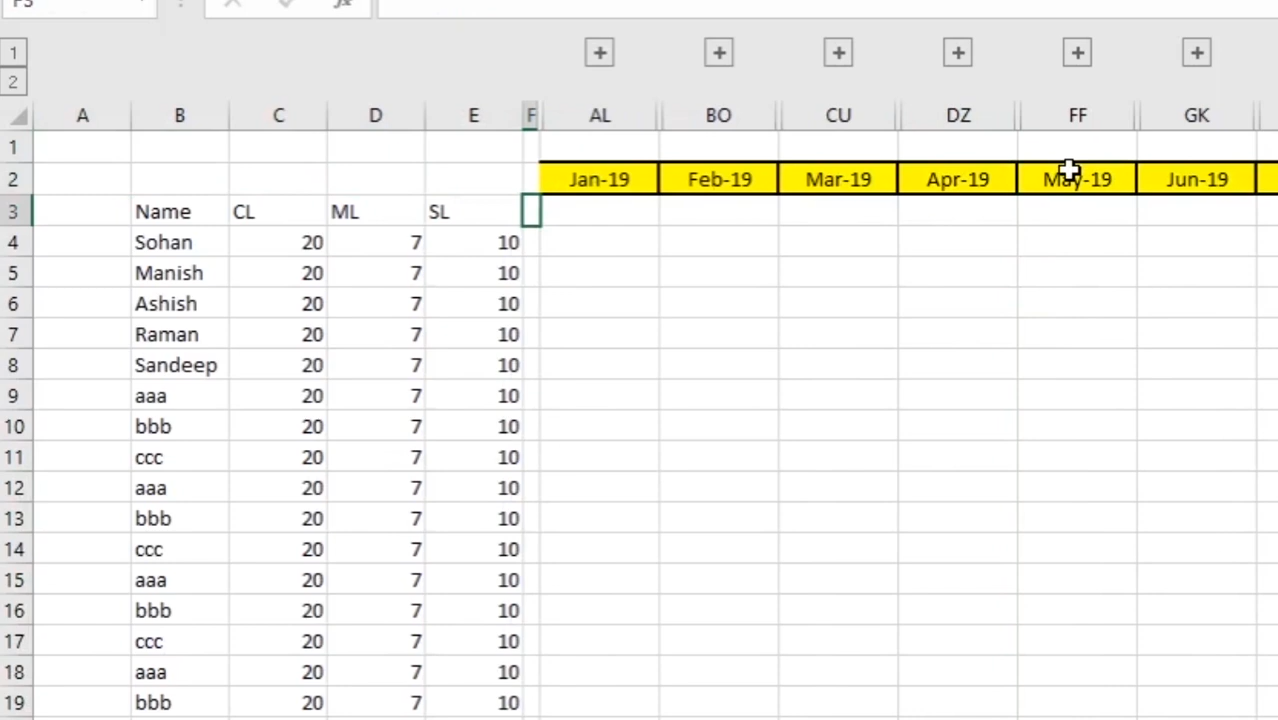 fx
1
2
A B C D E F AL BO CU DZ FF GK
1
2 Jan-19 Feb-19 Mar-19 Apr-19 May-19 Jun-19
3 Name CL ML SL
4 Sohan 20 7 10
5 Manish 20 7 10
6 Ashish 20 7 10
7 Raman 20 7 10
8 Sandeep 20 7 10
9 aaa 20 7 10
10 bbb 20 7 10
11 ccc 20 7 10
12 aaa 20 7 10
13 bbb 20 7 10
14 ccc 20 7 10
15 aaa 20 7 10
16 bbb 20 7 10
17 ccc 20 7 10
18 aaa 20 7 10
19 bbb 20 7 10